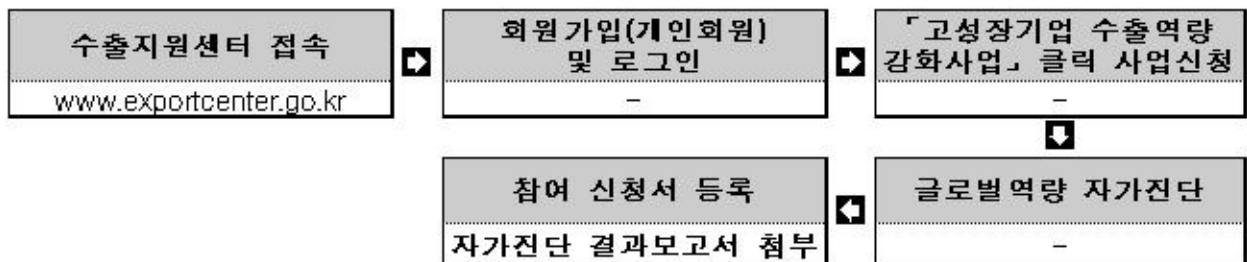 수출지원센터 접속
www.exportcenter.go.kr
회원가입(개인회원)
및 로그인
–
「고성장기업 수출역량
강화사업」 클릭 사업신청
–
글로벌역량 자가진단
–
참여 신청서 등록
자가진단 결과보고서 첨부